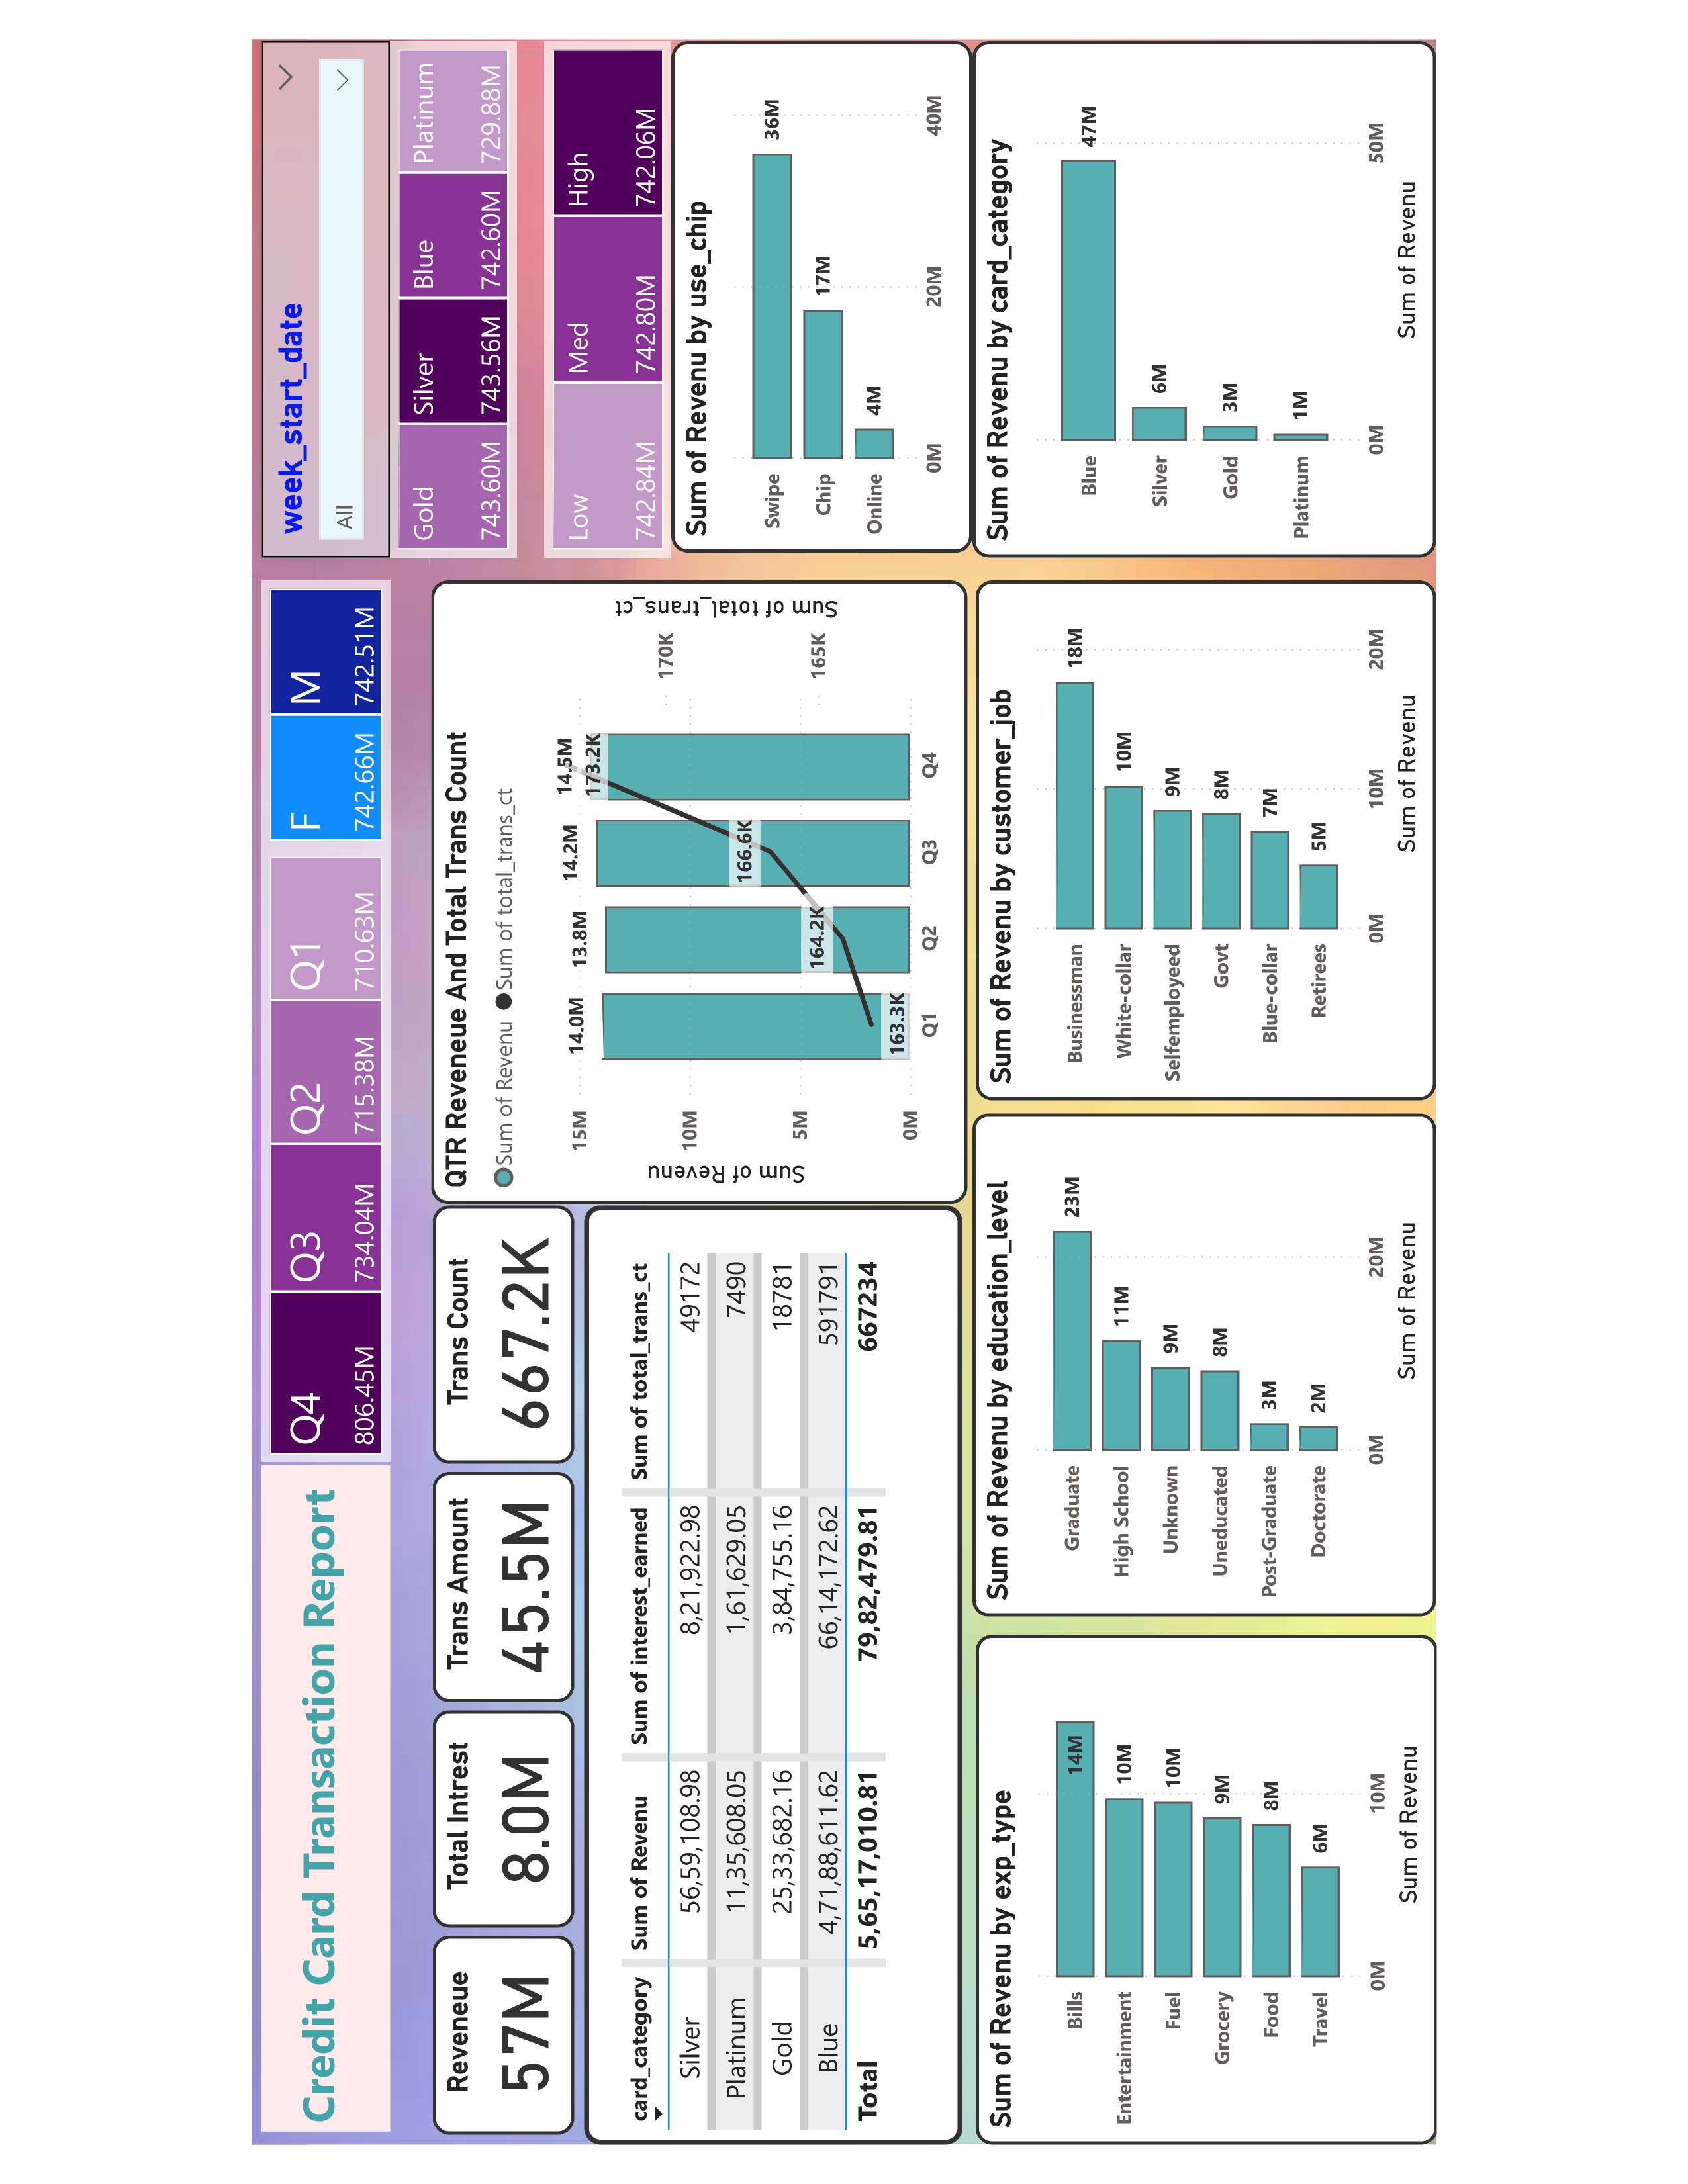 Credit Card Transaction Report
Q4
806.45M
Q3
734.04M
Q2
715.38M
Q1
710.63M
F
742.66M
M
742.51M
week_start_date
All
Gold
743.60M
Silver
743.56M
Blue
742.60M
Platinum
729.88M
Low
742.84M
Med
742.80M
High
742.06M
Reveneue
57M
Total Intrest
8.0M
Trans Amount
45.5M
Trans Count
667.2K
card_category Sum of Revenu Sum of interest_earned Sum of total_trans_ct
Silver 56,59,108.98 8,21,922.98 49172
Platinum 11,35,608.05 1,61,629.05 7490
Gold 25,33,682.16 3,84,755.16 18781
Blue 4,71,88,611.62 66,14,172.62 591791
Total 5,65,17,010.81 79,82,479.81 667234
QTR Reveneue And Total Trans Count
Sum of Revenu Sum of total_trans_ct
Sum of Revenu
15M
10M
5M
0M
14.0M 13.8M 14.2M 14.5M
163.3K 164.2K 166.6K 173.2K
Q1 Q2 Q3 Q4
170K
165K
Sum of total_trans_ct
Sum of Revenu by use_chip
Swipe 36M
Chip 17M
Online 4M
0M 20M 40M
Sum of Revenu by exp_type
Bills 14M
Entertainment 10M
Fuel 10M
Grocery 9M
Food 8M
Travel 6M
0M 10M
Sum of Revenu
Sum of Revenu by education_level
Graduate 23M
High School 11M
Unknown 9M
Uneducated 8M
Post-Graduate 3M
Doctorate 2M
0M 20M
Sum of Revenu
Sum of Revenu by customer_job
Businessman 18M
White-collar 10M
Selfemployeed 9M
Govt 8M
Blue-collar 7M
Retirees 5M
0M 10M 20M
Sum of Revenu
Sum of Revenu by card_category
Blue 47M
Silver 6M
Gold 3M
Platinum 1M
0M 50M
Sum of Revenu